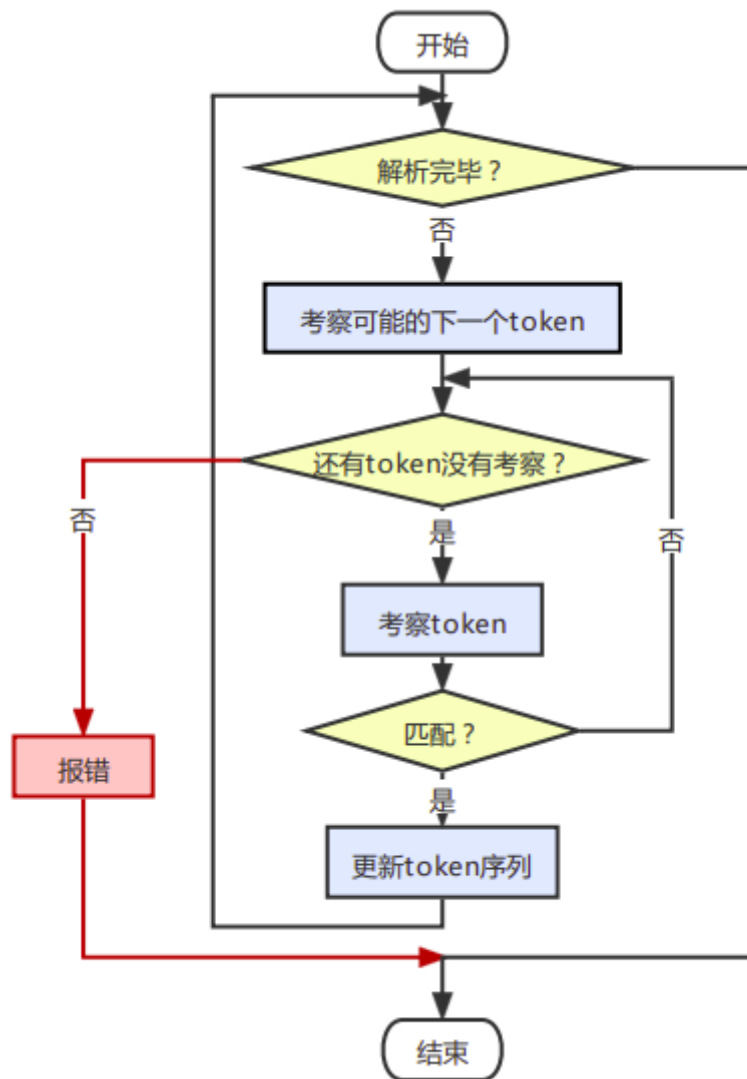 开始
解析完毕？
否
考察可能的下一个token
还有token没有考察？
否
是
否
考察token
匹配？
报错
是
更新token序列
结束